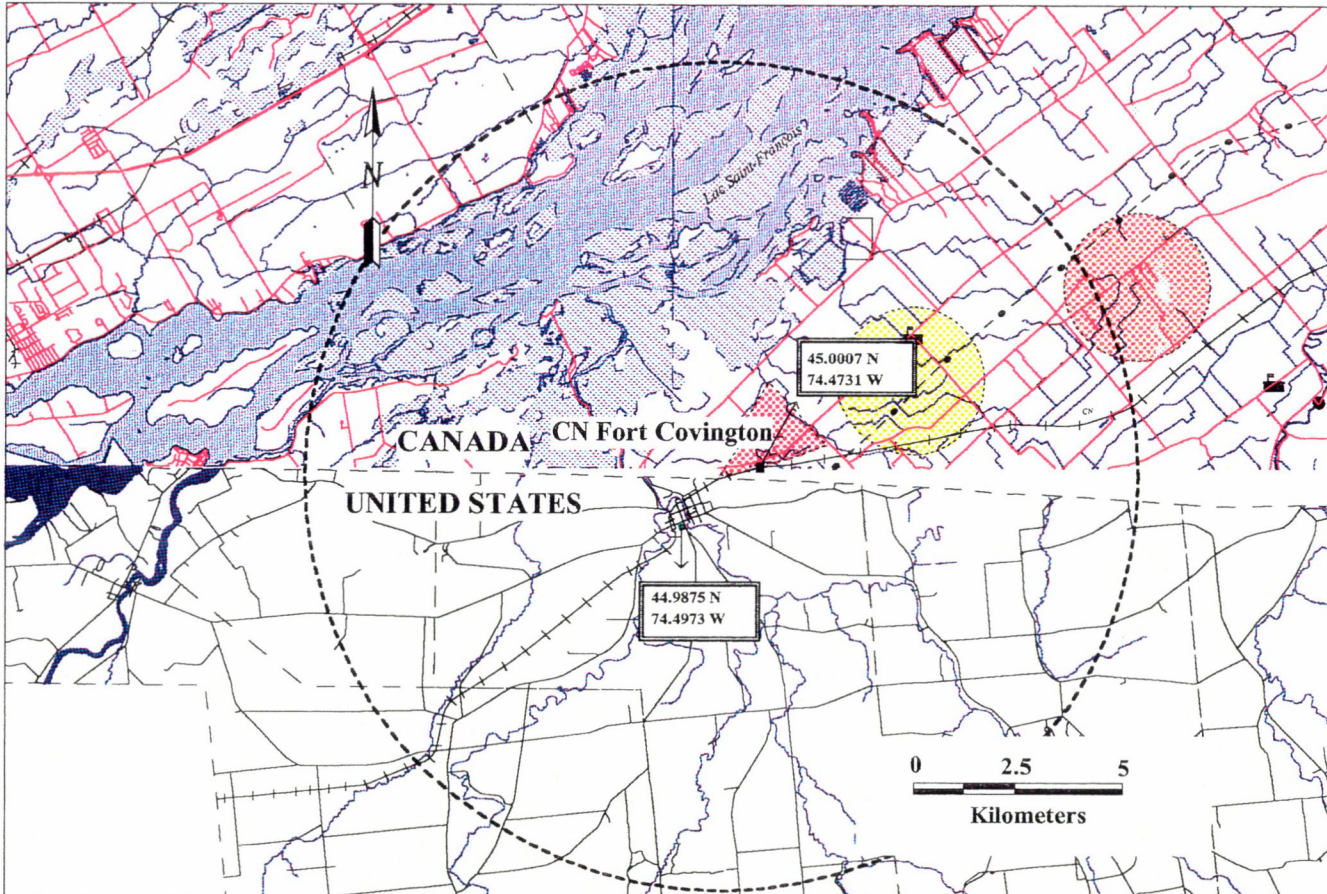 N
Lac Saint-François
45.0007 N
74.4731 W
CN
CANADA
CN Fort Covington
UNITED STATES
44.9875 N
74.4973 W
0 2.5 5
Kilometers